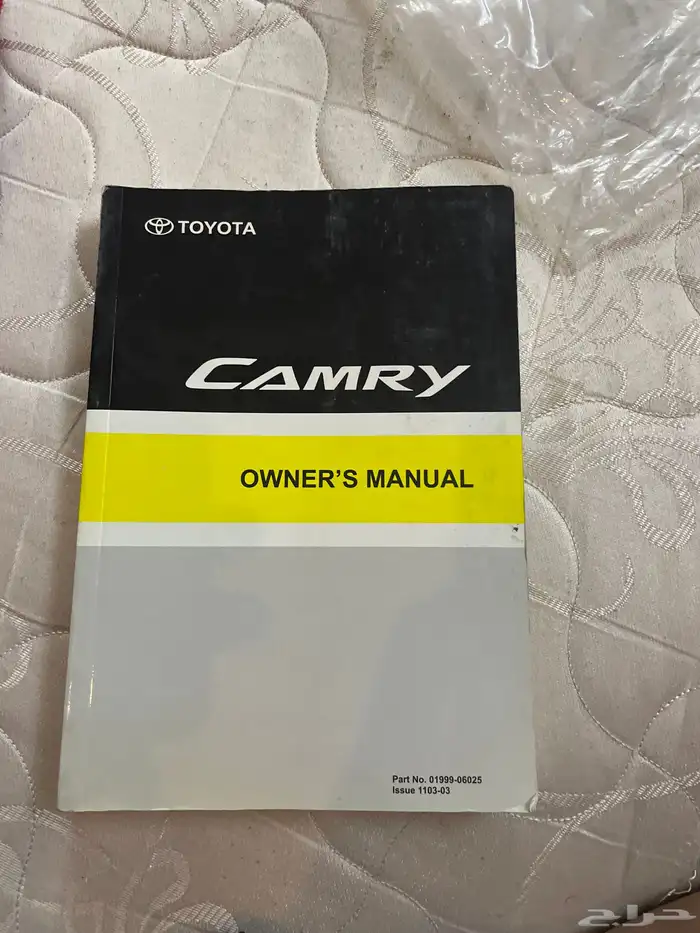 TOYOTA
CAMRY
OWNER'S MANUAL
Part No. 01999-06025
Issue 1103-03
حراج